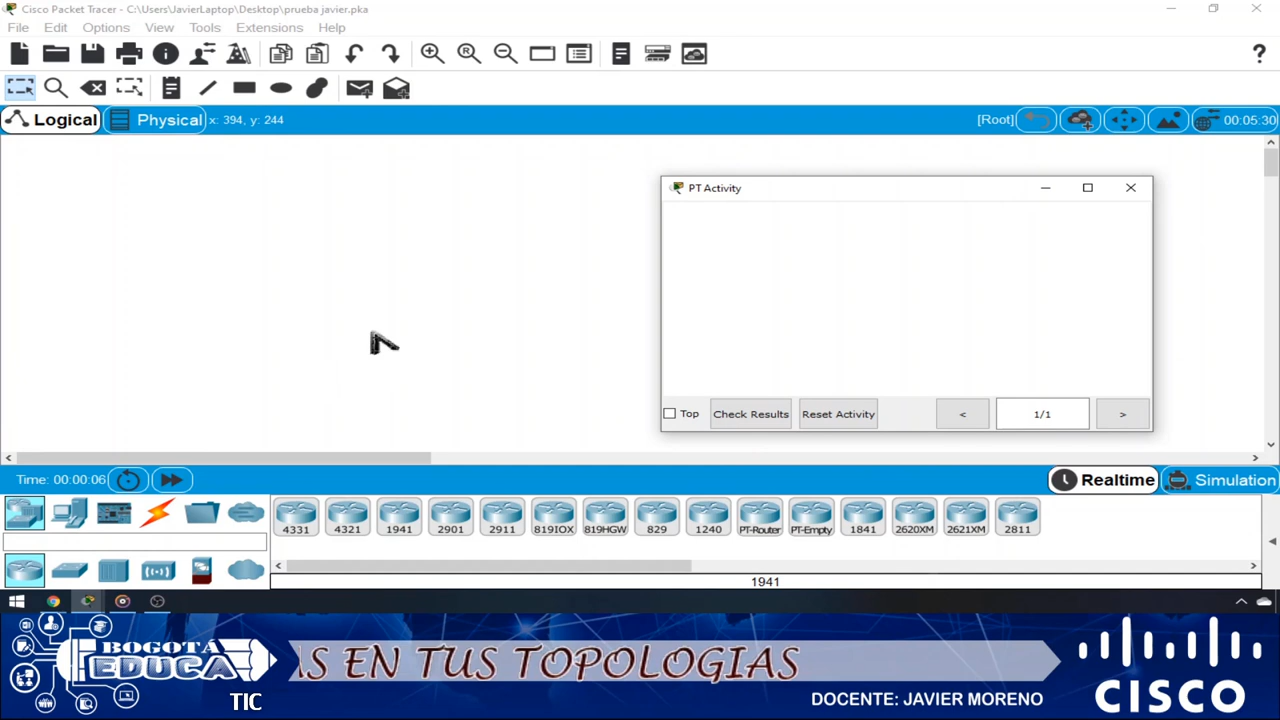 Cisco Packet Tracer - C:\Users\JavierLaptop\Desktop\prueba javier.pka
File Edit Options View Tools Extensions Help
Logical Physical x: 394, y: 244 [Root] 00:05:30
PT Activity
Top Check Results Reset Activity < 1/1 >
Time: 00:00:06 Realtime Simulation
4331 4321 1941 2901 2911 819IOX 819HGW 829 1240 PT-Router PT-Empty 1841 2620XM 2621XM 2811
1941
BOGOTÁ
EDUCA
TIC
AS EN TUS TOPOLOGIAS
DOCENTE: JAVIER MORENO
CISCO